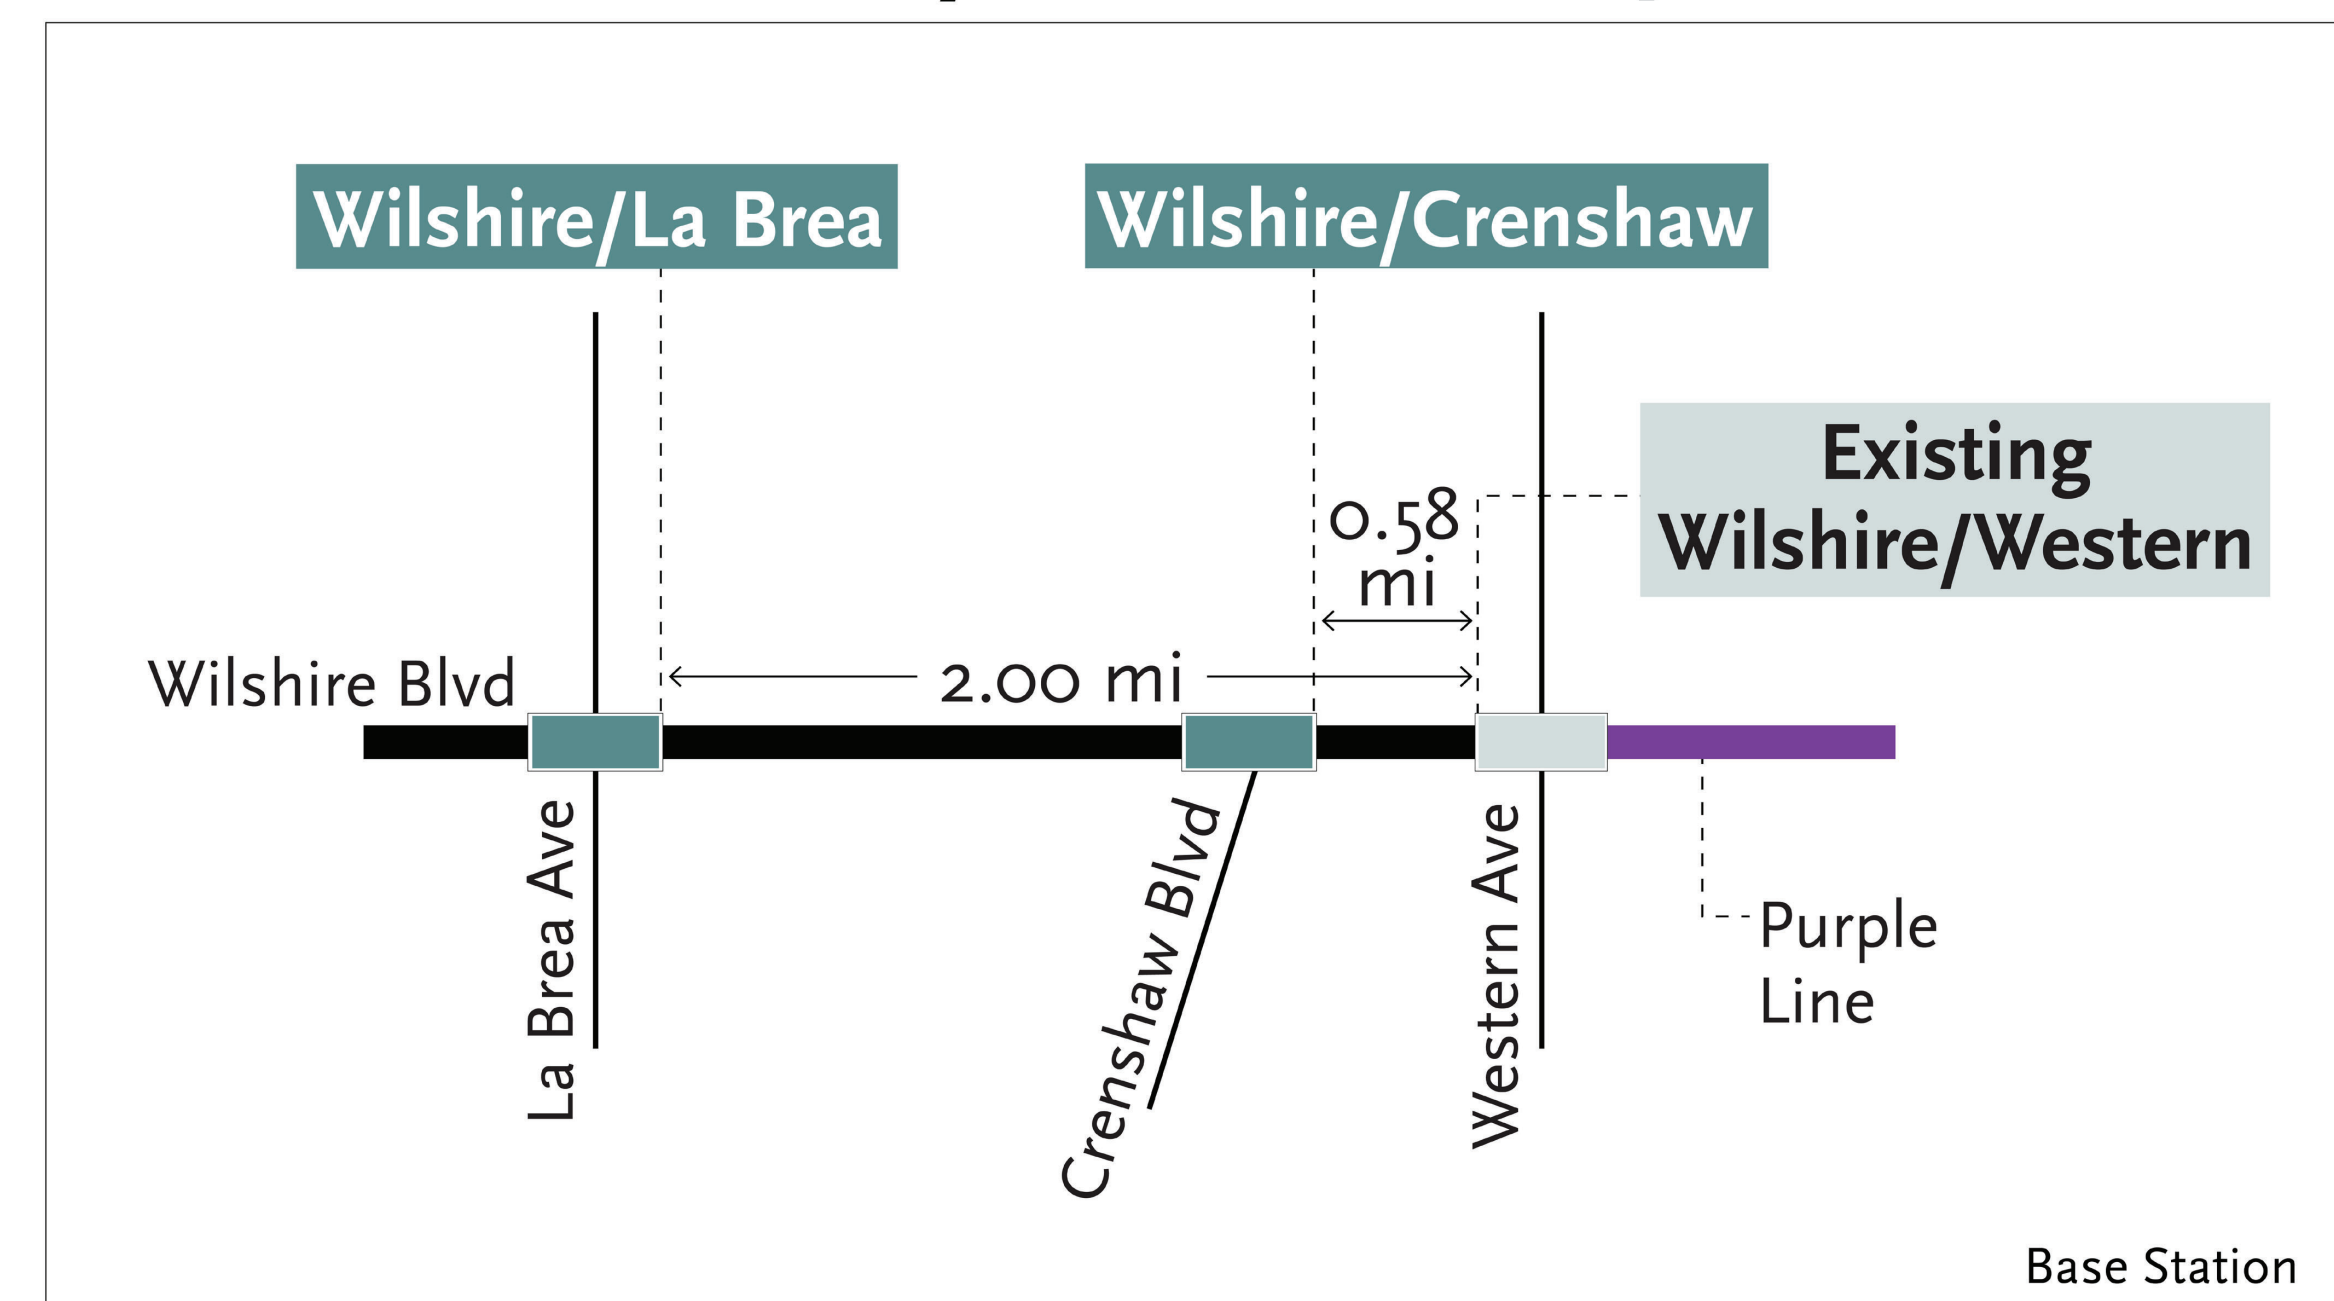 Wilshire/La Brea
Wilshire/Crenshaw
Existing
Wilshire/Western
0.58
mi
Wilshire Blvd
2.00 mi
La Brea Ave
Crenshaw Blvd
Western Ave
Purple
Line
Base Station